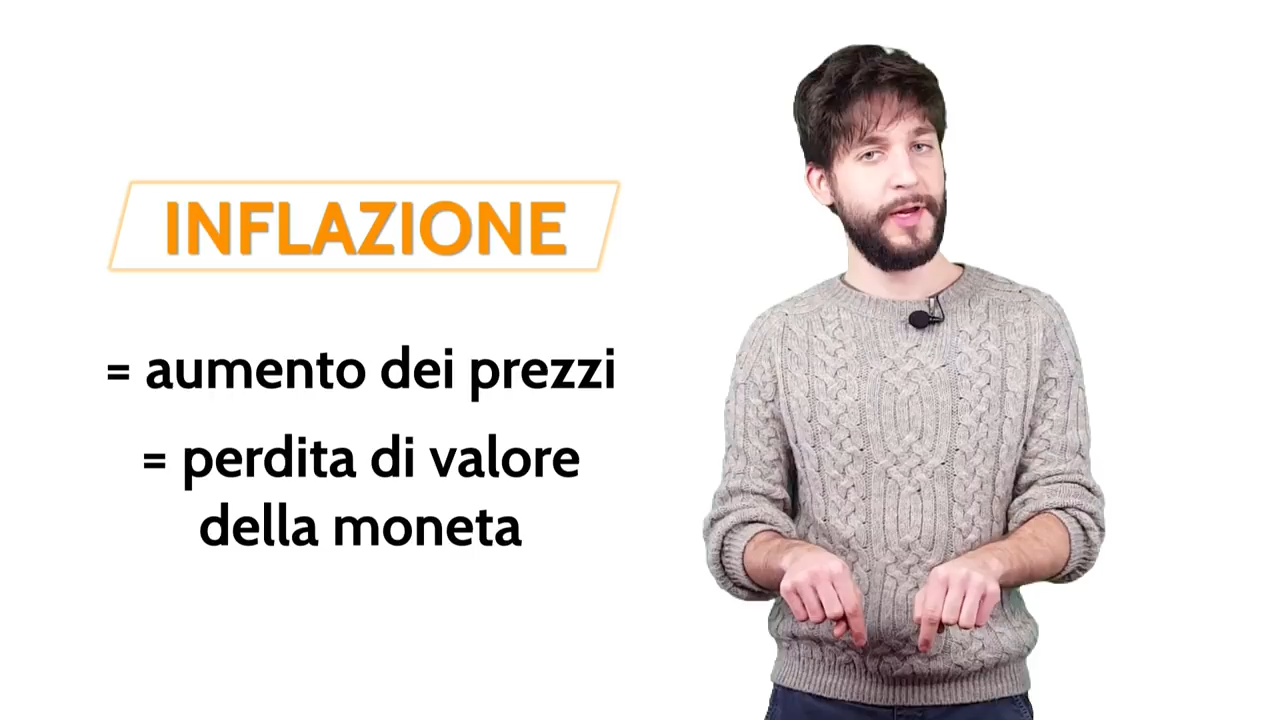 INFLAZIONE
= aumento dei prezzi
= perdita di valore
della moneta